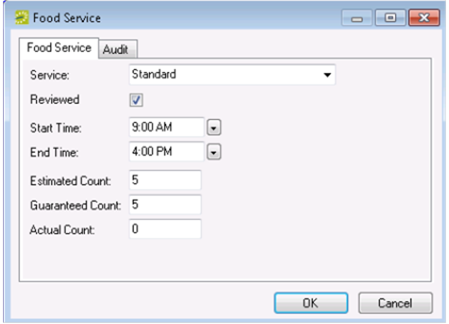 Food Service
Food Service Audit
Service: Standard
Reviewed
Start Time: 9:00 AM
End Time: 4:00 PM
Estimated Count: 5
Guaranteed Count: 5
Actual Count: 0
OK Cancel